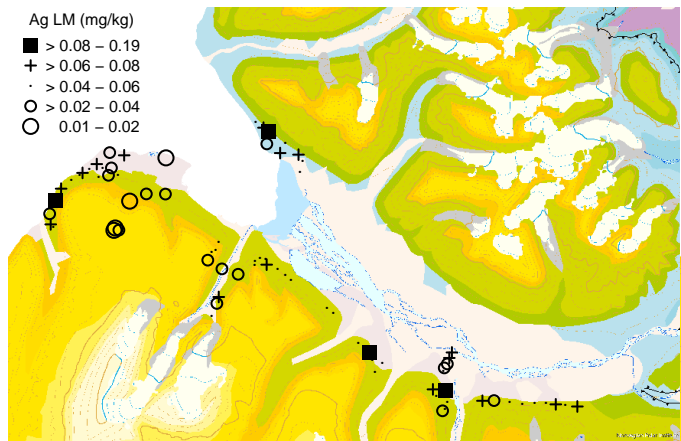 Ag LM (mg/kg)
> 0.08 – 0.19
> 0.06 – 0.08
> 0.04 – 0.06
> 0.02 – 0.04
0.01 – 0.02